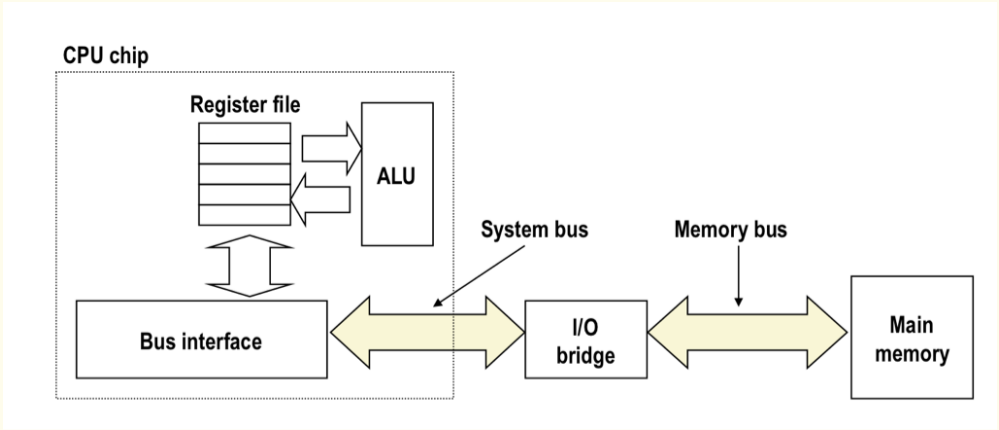 CPU chip
Register file
ALU
System bus
Memory bus
Bus interface
I/O
bridge
Main
memory